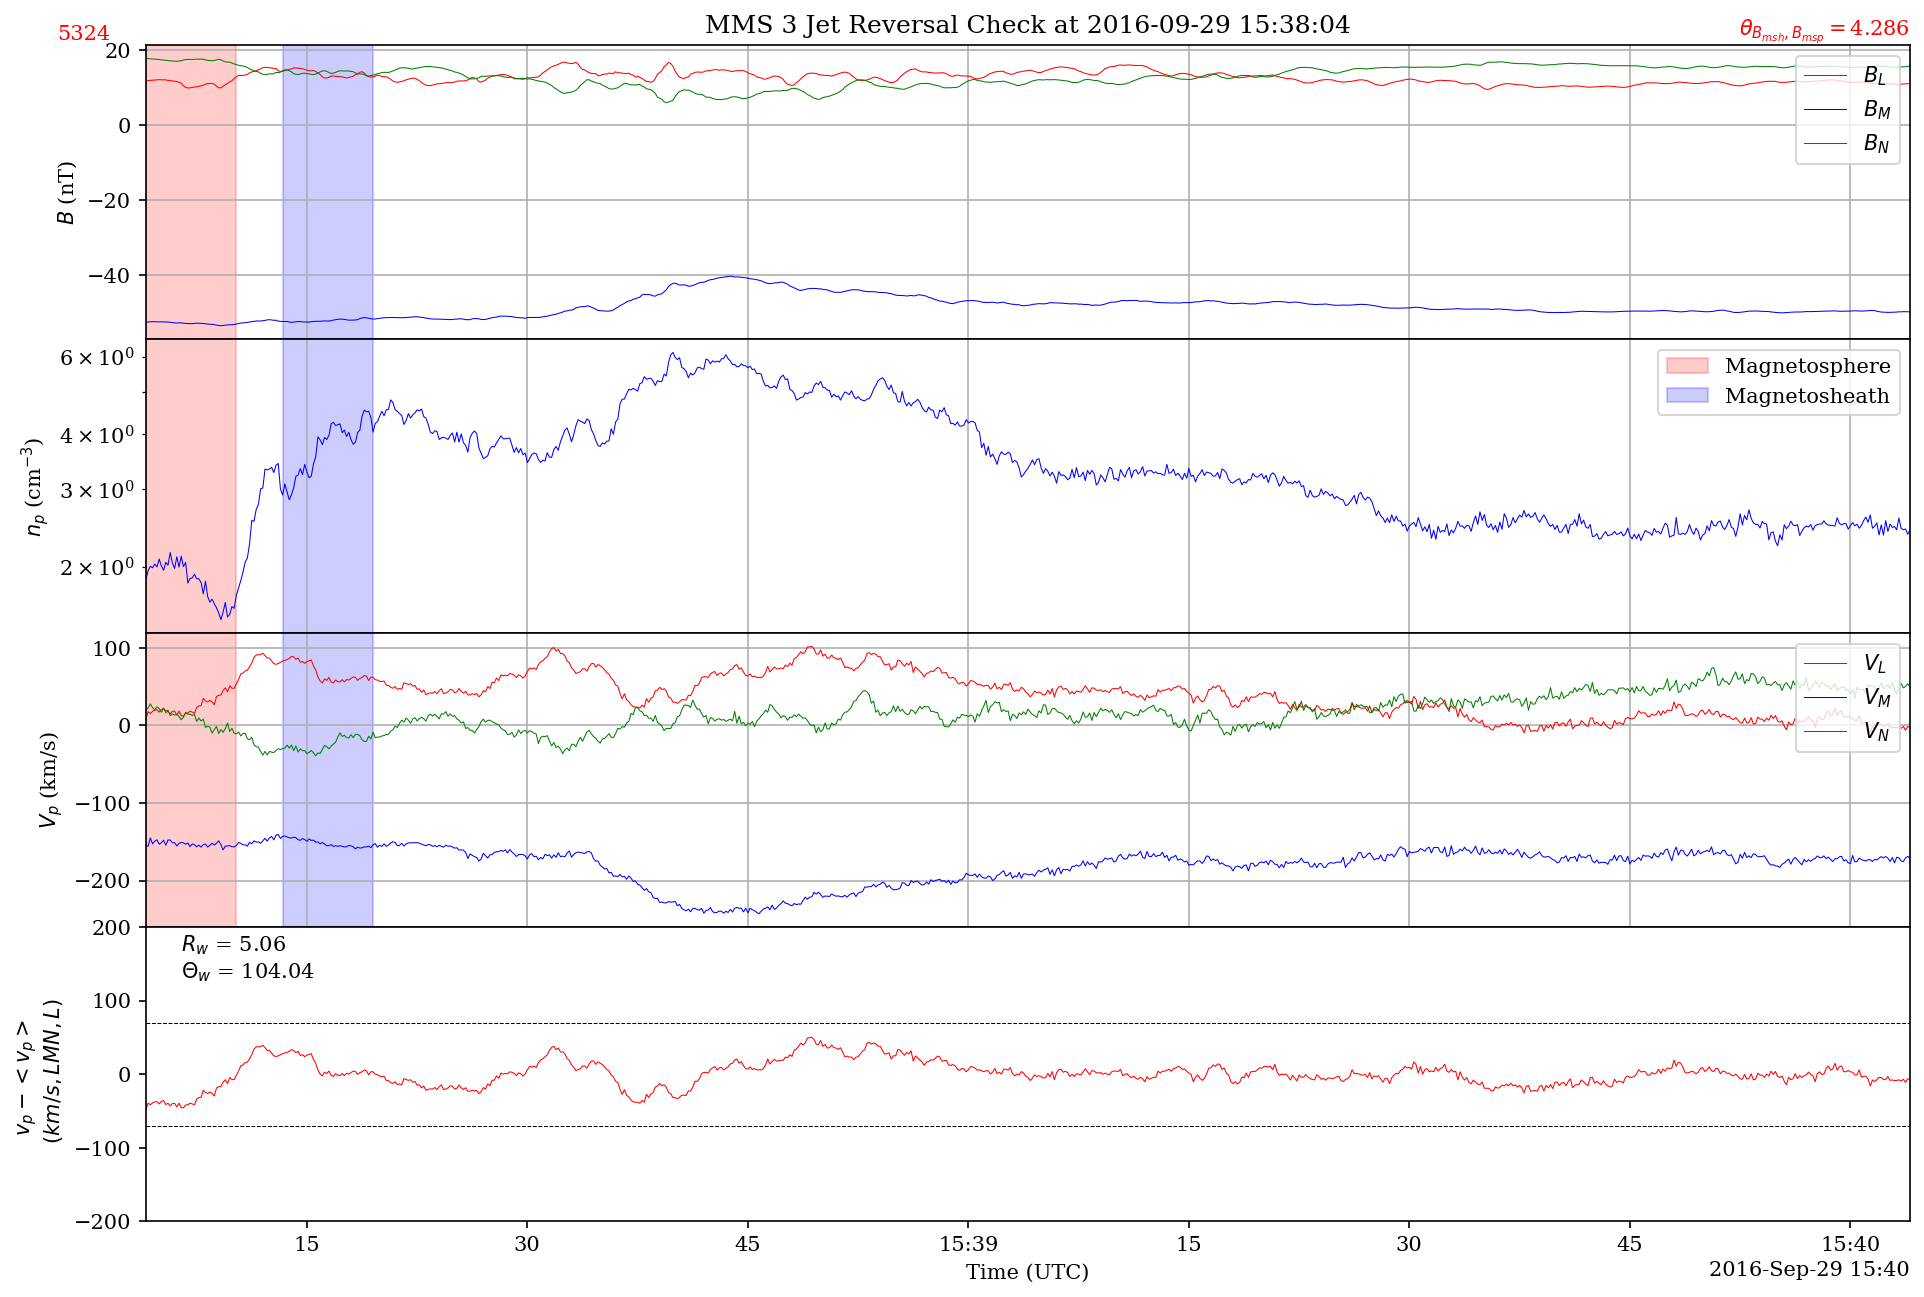 MMS 3 Jet Reversal Check at 2016-09-29 15:38:04
5324
θ_{B_{msh}, B_{msp}} = 4.286
20
0
−20
−40
B (nT)
B_L
B_M
B_N
6 × 10^0
4 × 10^0
3 × 10^0
2 × 10^0
n_p (cm^{−3})
Magnetosphere
Magnetosheath
100
0
−100
−200
V_p (km/s)
V_L
V_M
V_N
200
100
0
−100
−200
v_p − < v_p >
(km/s, LMN, L)
R_w = 5.06
Θ_w = 104.04
15 30 45 15:39 15 30 45 15:40
Time (UTC)
2016-Sep-29 15:40